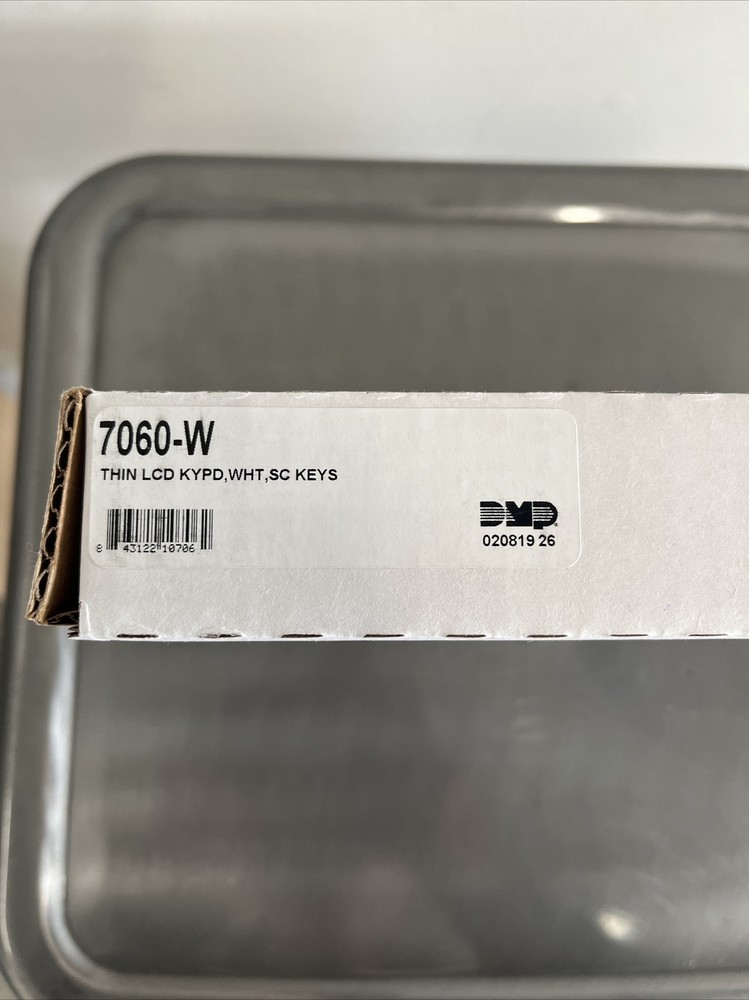 7060-W
THIN LCD KYPD,WHT,SC KEYS
8 43122 10706
DMP
020819 26